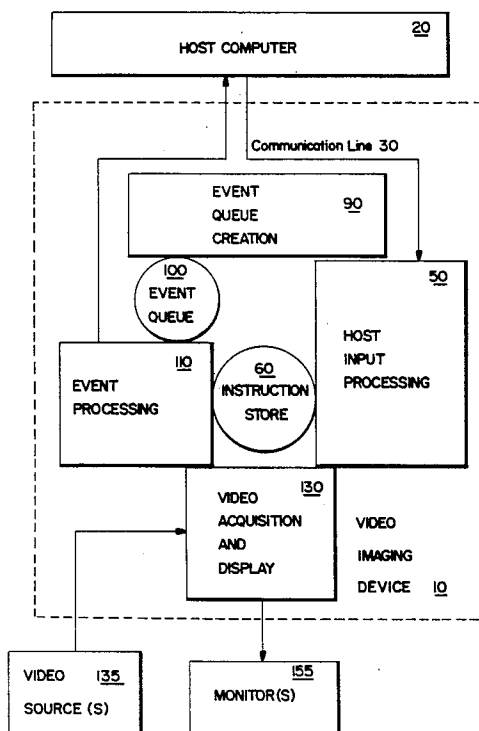 20
HOST COMPUTER
Communication Line 30
EVENT
QUEUE
CREATION
90
100
EVENT
QUEUE
50
HOST
INPUT
PROCESSING
110
EVENT
PROCESSING
60
INSTRUCTION
STORE
130
VIDEO
ACQUISITION
AND
DISPLAY
VIDEO
IMAGING
DEVICE 10
VIDEO 135
SOURCE (S)
155
MONITOR(S)